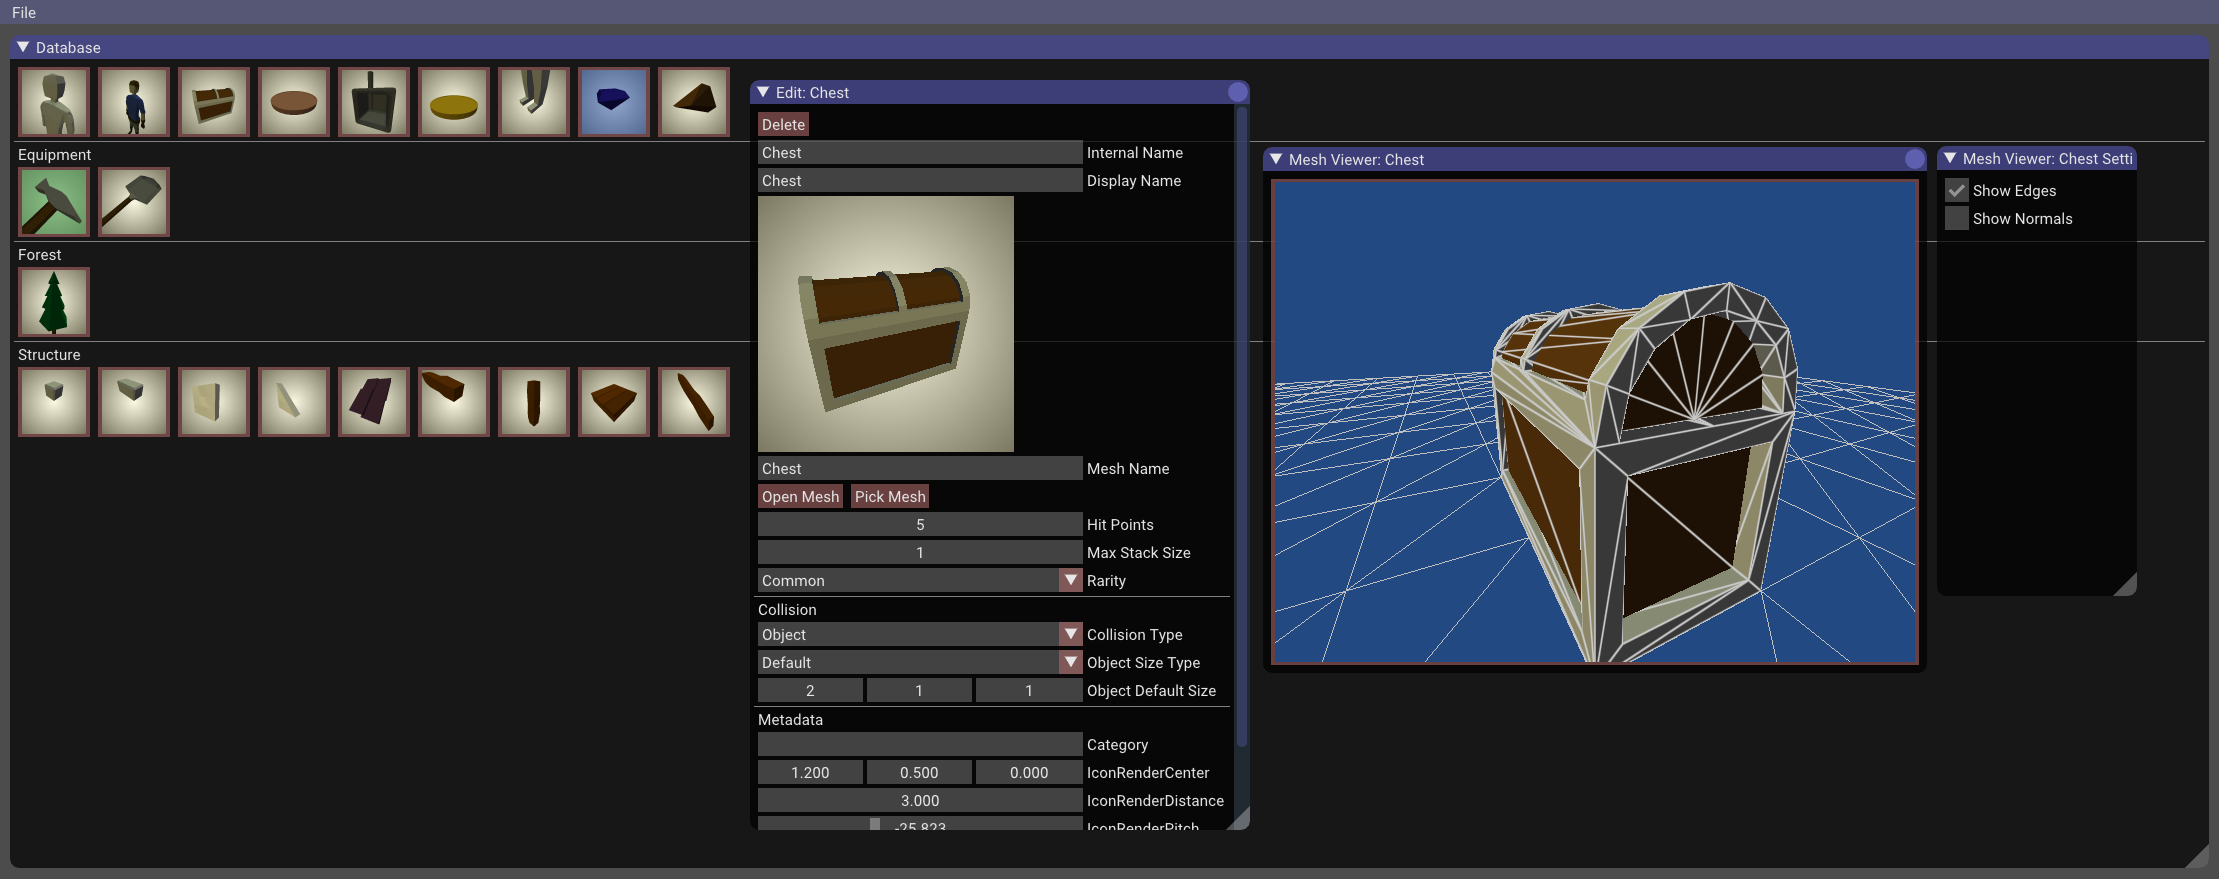 File
Database
Equipment
Forest
Structure
Edit: Chest
Delete
Chest Internal Name
Chest Display Name
Chest Mesh Name
Open Mesh Pick Mesh
5 Hit Points
1 Max Stack Size
Common Rarity
Collision
Object Collision Type
Default Object Size Type
2 1 1 Object Default Size
Metadata
Category
1.200 0.500 0.000 IconRenderCenter
3.000 IconRenderDistance
-25.823 IconRenderPitch
Mesh Viewer: Chest
Mesh Viewer: Chest Setti
Show Edges
Show Normals